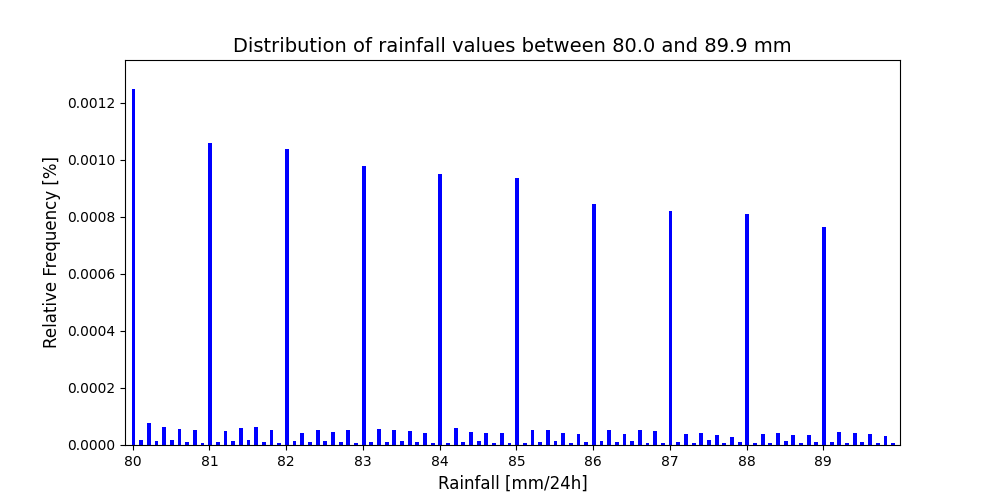 Distribution of rainfall values between 80.0 and 89.9 mm
Relative Frequency [%]
0.0012
0.0010
0.0008
0.0006
0.0004
0.0002
0.0000
80 81 82 83 84 85 86 87 88 89
Rainfall [mm/24h]